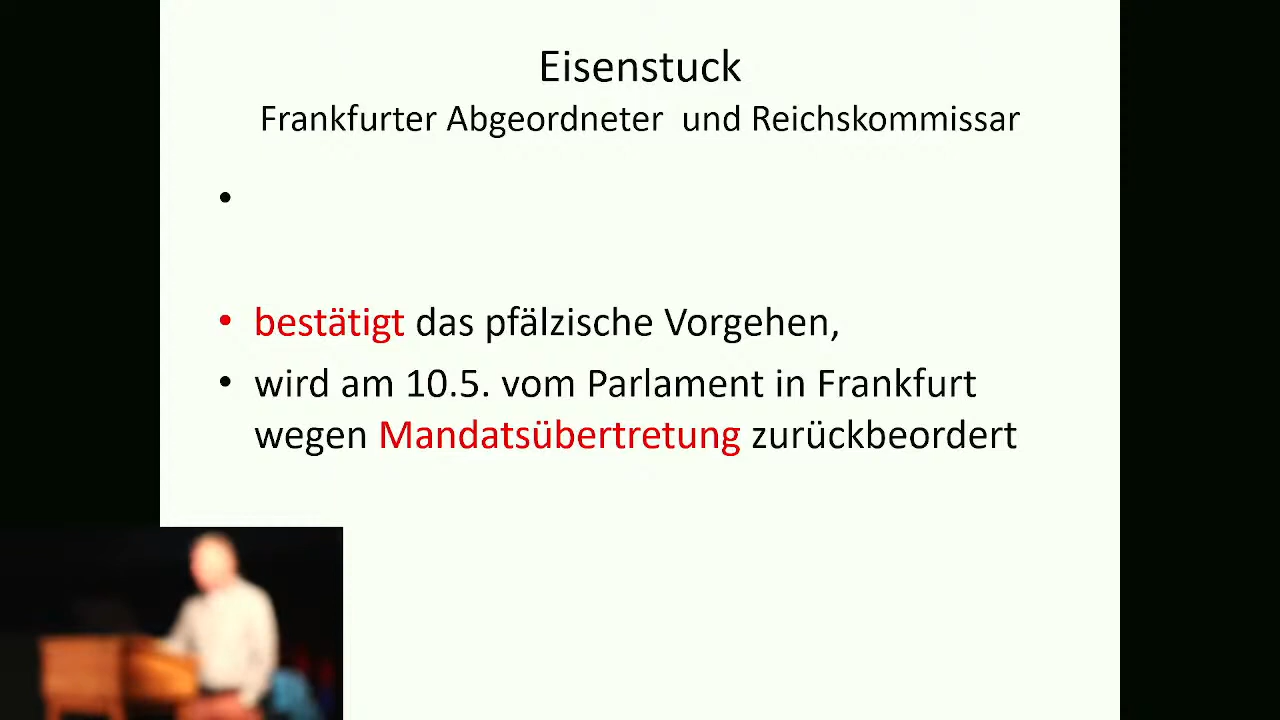 Eisenstuck
Frankfurter Abgeordneter und Reichskommissar
•
• bestätigt das pfälzische Vorgehen,
• wird am 10.5. vom Parlament in Frankfurt
wegen Mandatsübertretung zurückbeordert